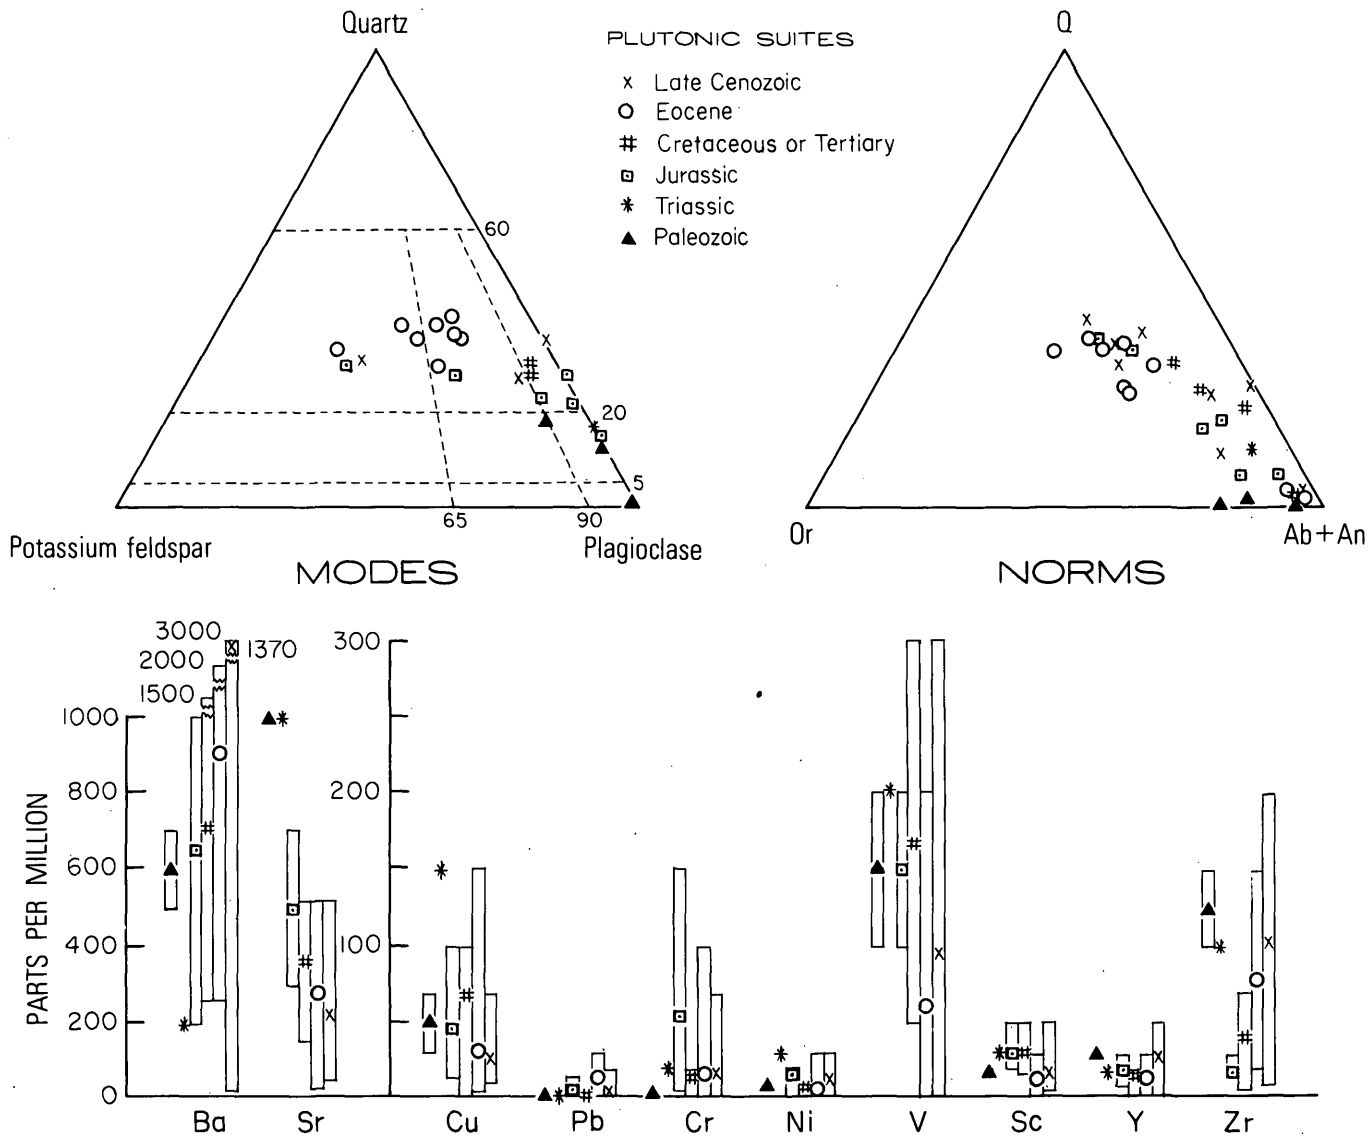 Quartz
60
20
5
65 90
Potassium feldspar
Plagioclase
MODES
PLUTONIC SUITES
x Late Cenozoic
Eocene
# Cretaceous or Tertiary
Jurassic
Triassic
Paleozoic
Q
Or
Ab+An
NORMS
PARTS PER MILLION
3000
2000
1500
1370
1000
800
600
400
200
0
300
200
100
Ba Sr Cu Pb Cr Ni V Sc Y Zr